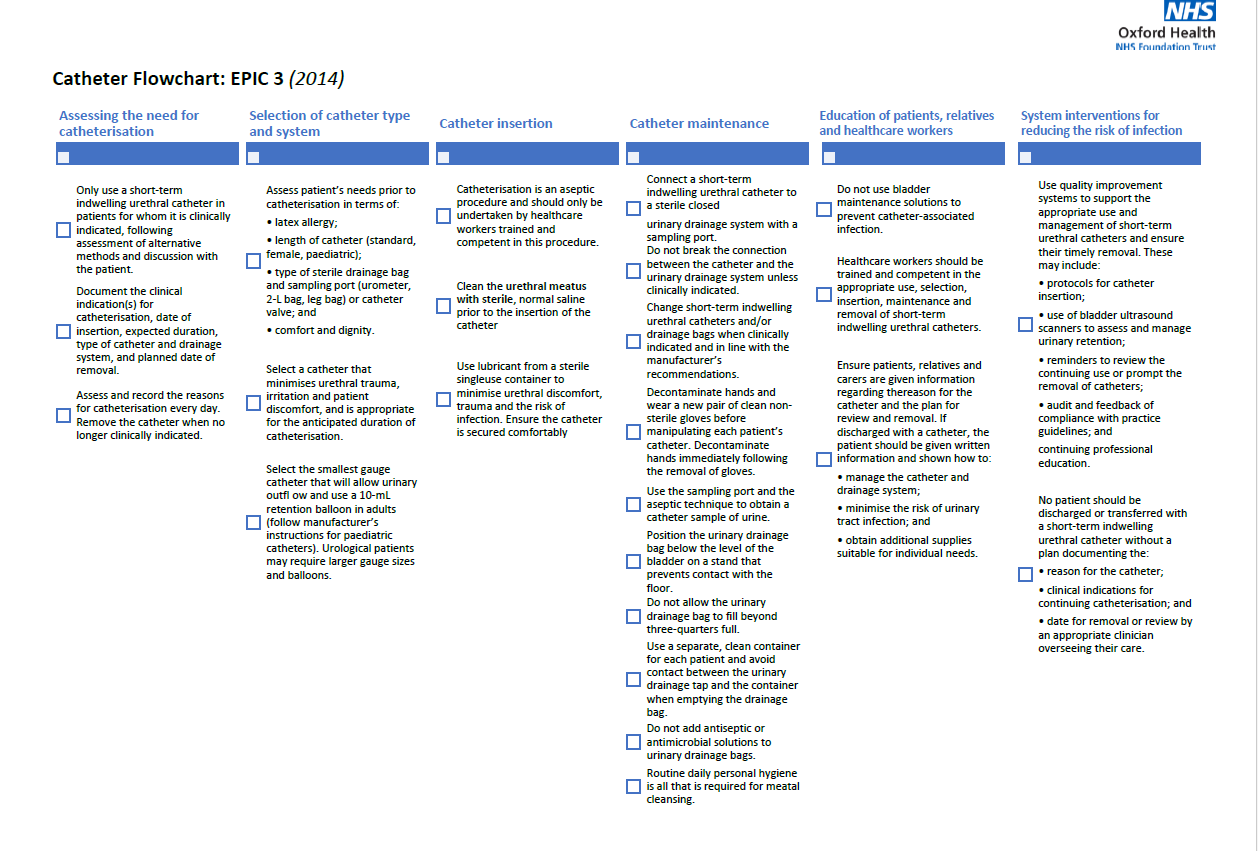 NHS
Oxford Health
NHS Foundation Trust
Catheter Flowchart: EPIC 3 (2014)
Assessing the need for
catheterisation
Only use a short-term
indwelling urethral catheter in
patients for whom it is clinically
indicated, following
assessment of alternative
methods and discussion with
the patient.
Document the clinical
indication(s) for
catheterisation, date of
insertion, expected duration,
type of catheter and drainage
system, and planned date of
removal.
Assess and record the reasons
for catheterisation every day.
Remove the catheter when no
longer clinically indicated.
Selection of catheter type
and system
Assess patient's needs prior to
catheterisation in terms of:
• latex allergy;
• length of catheter (standard,
female, paediatric);
• type of sterile drainage bag
and sampling port (urometer,
2-L bag, leg bag) or catheter
valve; and
• comfort and dignity.
Select a catheter that
minimises urethral trauma,
irritation and patient
discomfort, and is appropriate
for the anticipated duration of
catheterisation.
Select the smallest gauge
catheter that will allow urinary
outfl ow and use a 10-mL
retention balloon in adults
(follow manufacturer's
instructions for paediatric
catheters). Urological patients
may require larger gauge sizes
and balloons.
Catheter insertion
Catheterisation is an aseptic
procedure and should only be
undertaken by healthcare
workers trained and
competent in this procedure.
Clean the urethral meatus
with sterile, normal saline
prior to the insertion of the
catheter
Use lubricant from a sterile
singleuse container to
minimise urethral discomfort,
trauma and the risk of
infection. Ensure the catheter
is secured comfortably
Catheter maintenance
Connect a short-term
indwelling urethral catheter to
a sterile closed
urinary drainage system with a
sampling port.
Do not break the connection
between the catheter and the
urinary drainage system unless
clinically indicated.
Change short-term indwelling
urethral catheters and/or
drainage bags when clinically
indicated and in line with the
manufacturer's
recommendations.
Decontaminate hands and
wear a new pair of clean non-
sterile gloves before
manipulating each patient's
catheter. Decontaminate
hands immediately following
the removal of gloves.
Use the sampling port and the
aseptic technique to obtain a
catheter sample of urine.
Position the urinary drainage
bag below the level of the
bladder on a stand that
prevents contact with the
floor.
Do not allow the urinary
drainage bag to fill beyond
three-quarters full.
Use a separate, clean container
for each patient and avoid
contact between the urinary
drainage tap and the container
when emptying the drainage
bag.
Do not add antiseptic or
antimicrobial solutions to
urinary drainage bags.
Routine daily personal hygiene
is all that is required for meatal
cleansing.
Education of patients, relatives
and healthcare workers
Do not use bladder
maintenance solutions to
prevent catheter-associated
infection.
Healthcare workers should be
trained and competent in the
appropriate use, selection,
insertion, maintenance and
removal of short-term
indwelling urethral catheters.
Ensure patients, relatives and
carers are given information
regarding thereason for the
catheter and the plan for
review and removal. If
discharged with a catheter, the
patient should be given written
information and shown how to:
• manage the catheter and
drainage system;
• minimise the risk of urinary
tract infection; and
• obtain additional supplies
suitable for individual needs.
System interventions for
reducing the risk of infection
Use quality improvement
systems to support the
appropriate use and
management of short-term
urethral catheters and ensure
their timely removal. These
may include:
• protocols for catheter
insertion;
• use of bladder ultrasound
scanners to assess and manage
urinary retention;
• reminders to review the
continuing use or prompt the
removal of catheters;
• audit and feedback of
compliance with practice
guidelines; and
continuing professional
education.
No patient should be
discharged or transferred with
a short-term indwelling
urethral catheter without a
plan documenting the:
• reason for the catheter;
• clinical indications for
continuing catheterisation; and
• date for removal or review by
an appropriate clinician
overseeing their care.